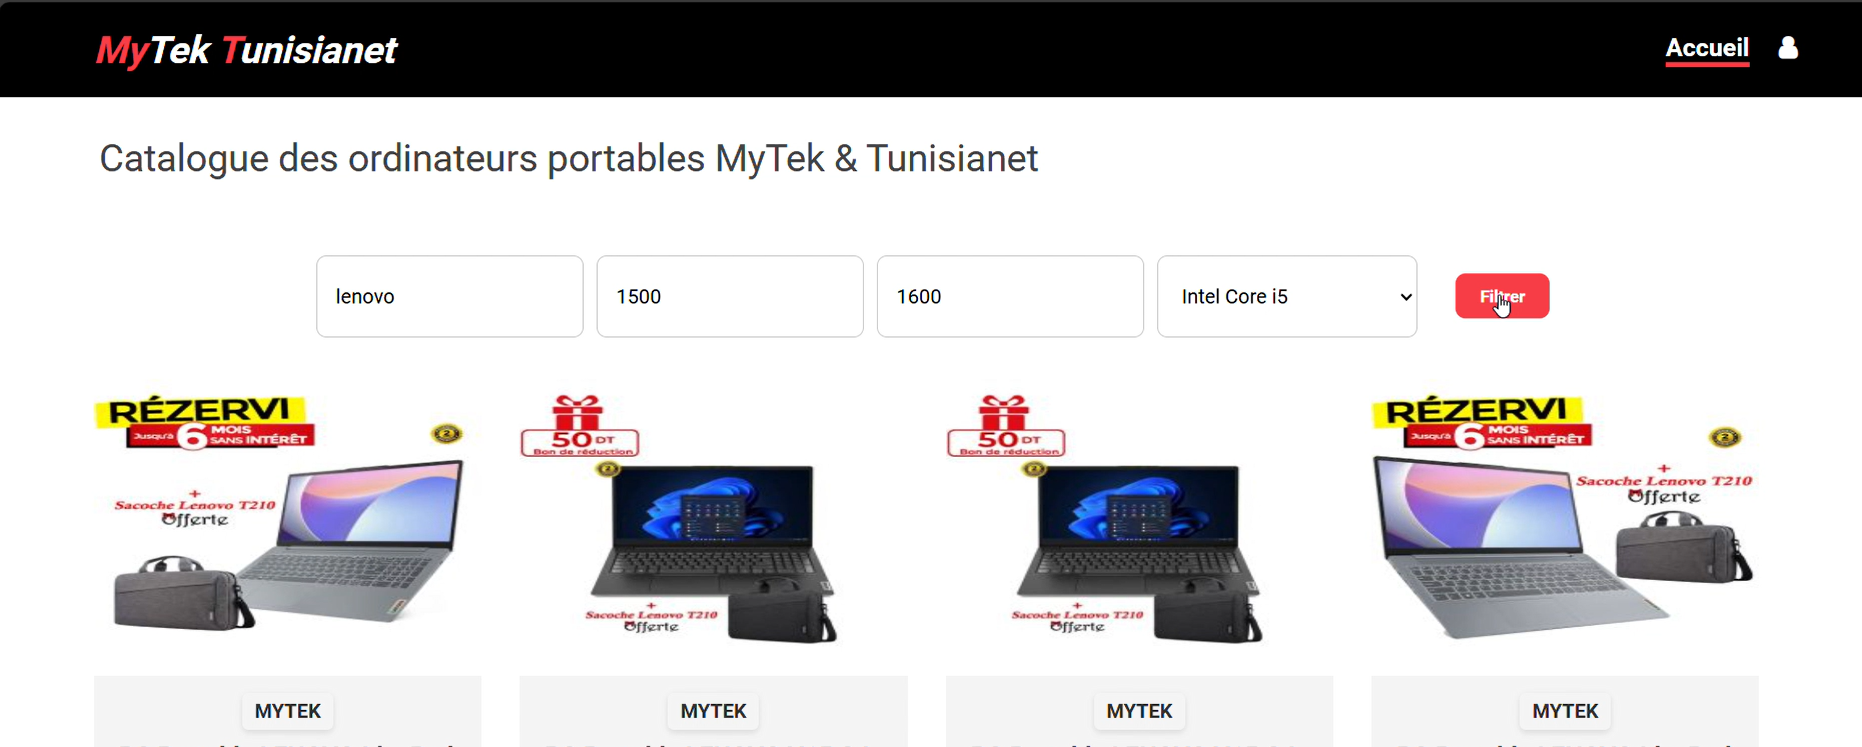 MyTek Tunisianet
Accueil
Catalogue des ordinateurs portables MyTek & Tunisianet
lenovo
1500
1600
Intel Core i5
Filtrer
RÉZERVI
Jusqu'à 6 MOIS SANS INTÉRÊT
+
Sacoche Lenovo T210
Offerte
50 DT
Bon de réduction
+
Sacoche Lenovo T210
Offerte
50 DT
Bon de réduction
+
Sacoche Lenovo T210
Offerte
RÉZERVI
Jusqu'à 6 MOIS SANS INTÉRÊT
+
Sacoche Lenovo T210
Offerte
MYTEK
MYTEK
MYTEK
MYTEK